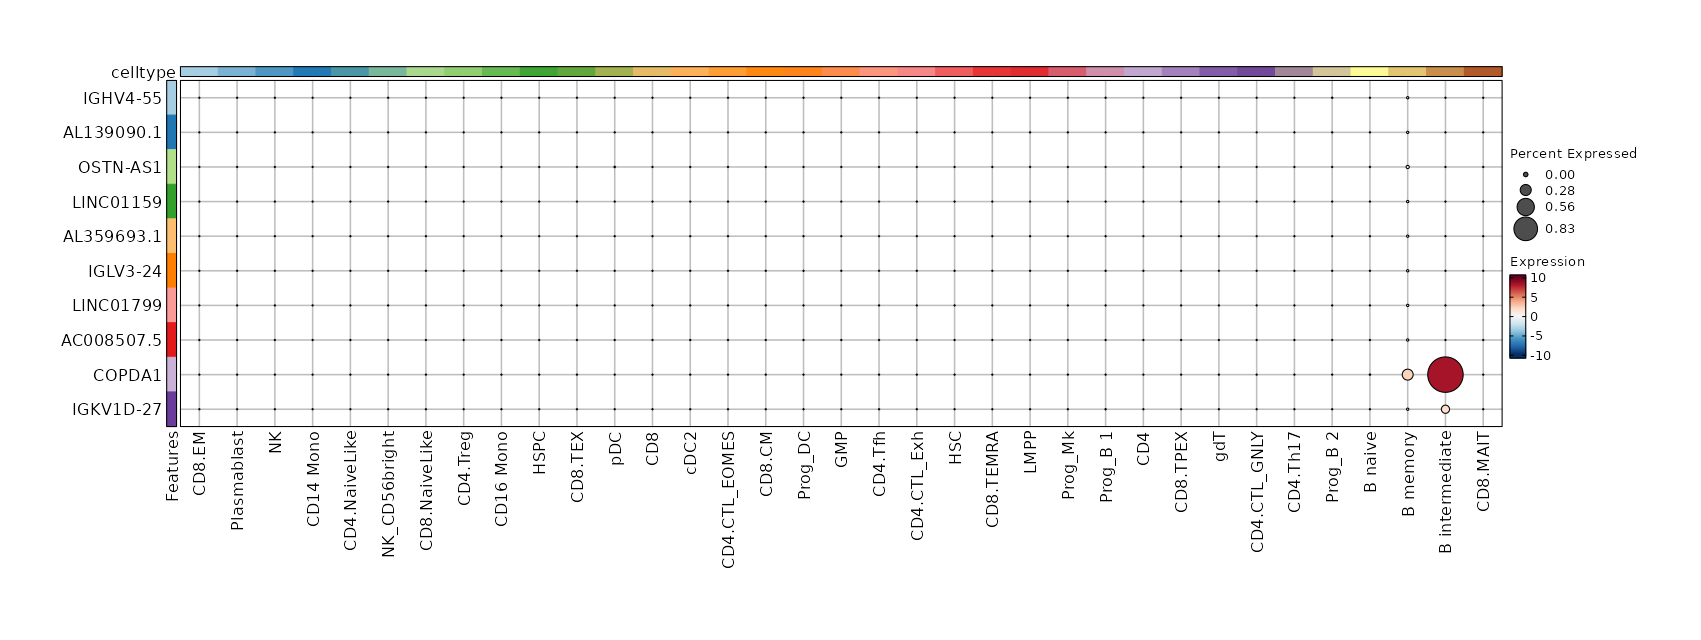 celltype
IGHV4-55
AL139090.1
OSTN-AS1
LINC01159
AL359693.1
IGLV3-24
LINC01799
AC008507.5
COPDA1
IGKV1D-27
Features
CD8.EM
Plasmablast
NK
CD14 Mono
CD4.NaiveLike
NK_CD56bright
CD8.NaiveLike
CD4.Treg
CD16 Mono
HSPC
CD8.TEX
pDC
CD8
cDC2
CD4.CTL_EOMES
CD8.CM
Prog_DC
GMP
CD4.Tfh
CD4.CTL_Exh
HSC
CD8.TEMRA
LMPP
Prog_Mk
Prog_B 1
CD4
CD8.TPEX
gdT
CD4.CTL_GNLY
CD4.Th17
Prog_B 2
B naive
B memory
B intermediate
CD8.MAIT
Percent Expressed
0.00
0.28
0.56
0.83
Expression
10
5
0
-5
-10